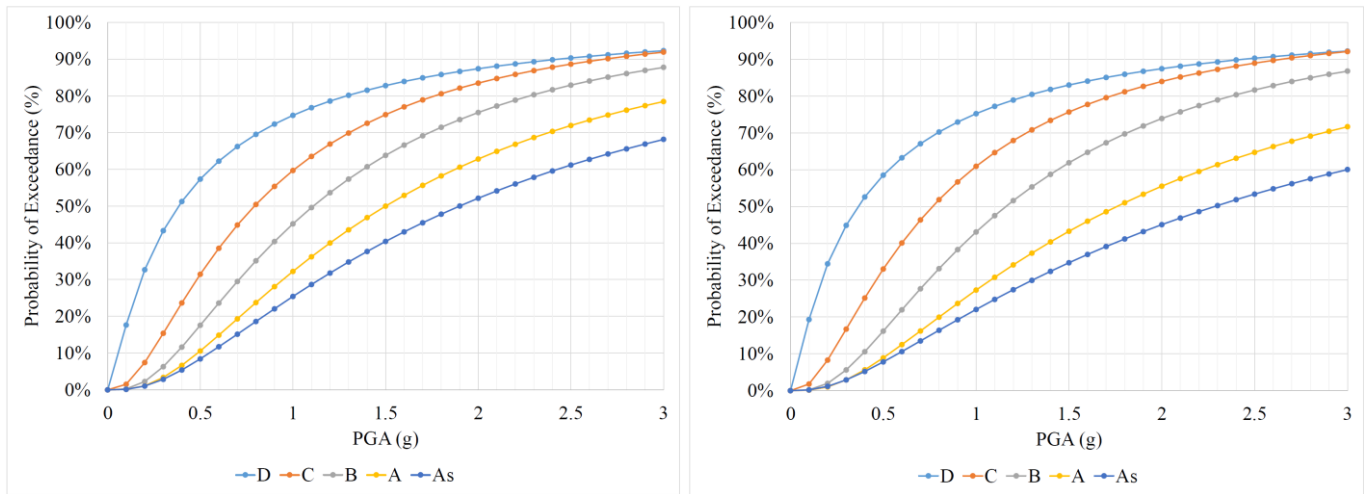 100%
90%
80%
70%
60%
50%
40%
30%
20%
10%
0%
Probability of Exceedance (%)
0 0.5 1 1.5 2 2.5 3
PGA (g)
D C B A As
100%
90%
80%
70%
60%
50%
40%
30%
20%
10%
0%
Probability of Exceedance (%)
0 0.5 1 1.5 2 2.5 3
PGA (g)
D C B A As